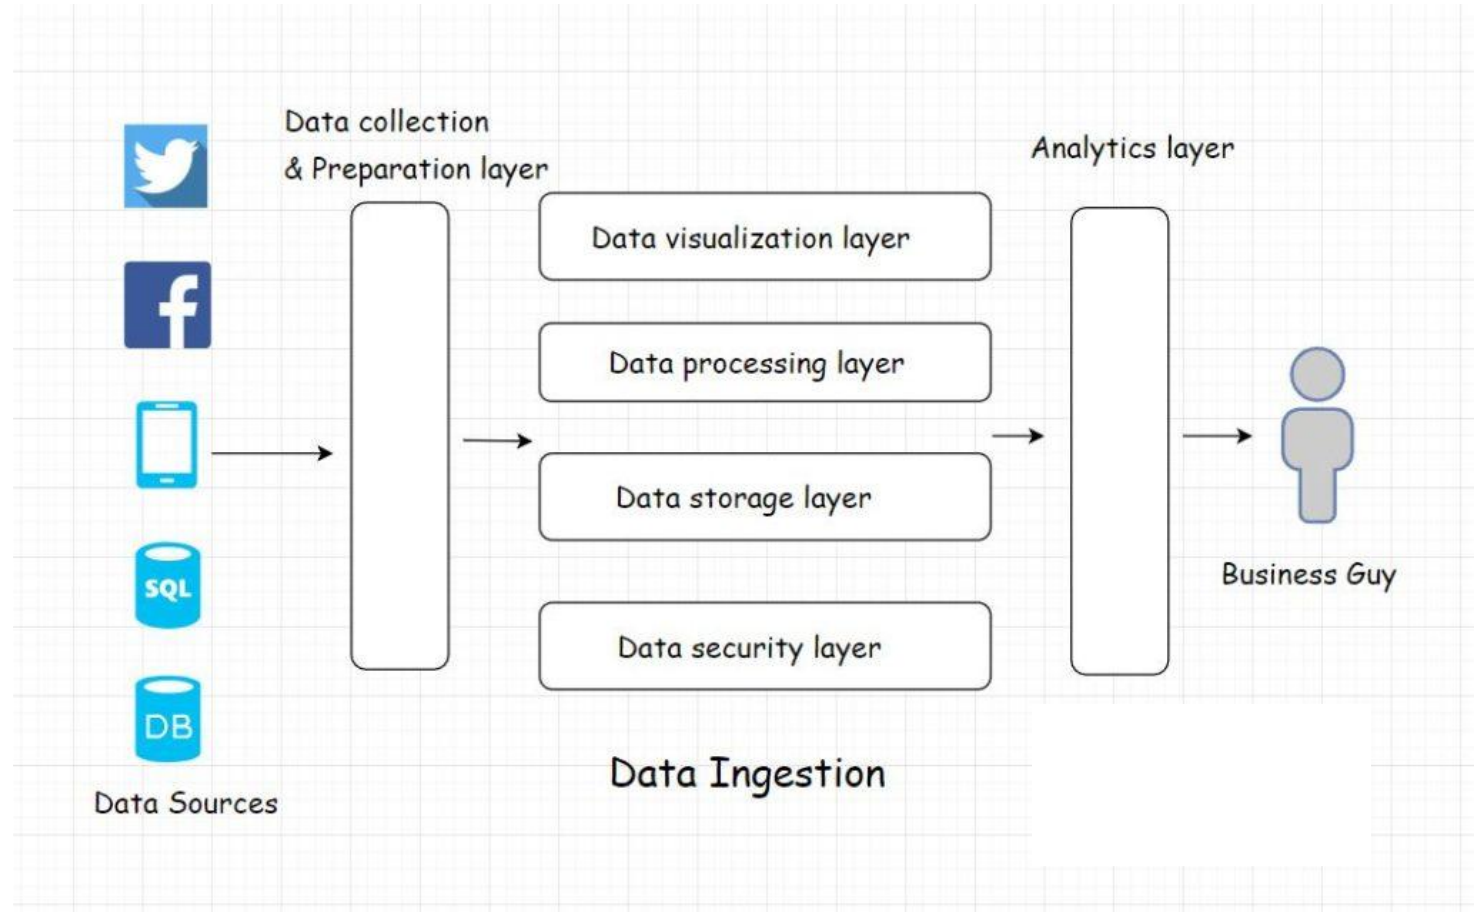 Data collection
& Preparation layer
Analytics layer
Data visualization layer
Data processing layer
Data storage layer
SQL
Business Guy
Data security layer
DB
Data Ingestion
Data Sources